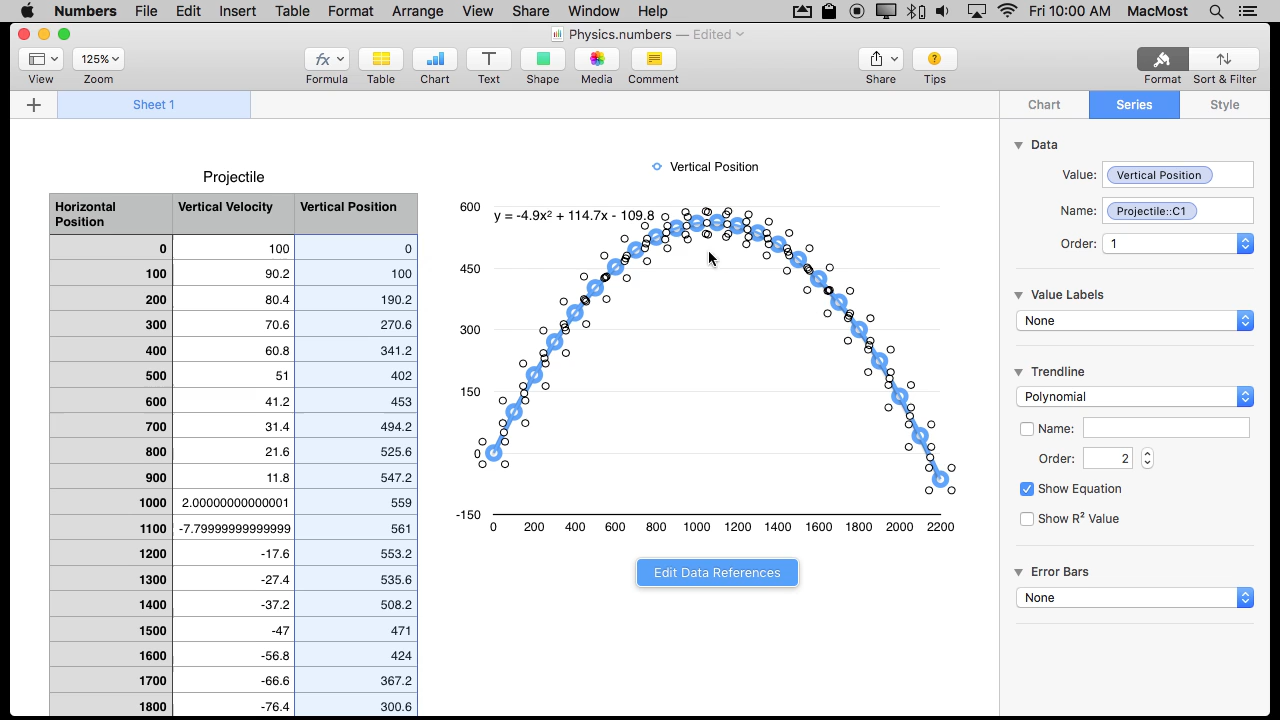 Numbers File Edit Insert Table Format Arrange View Share Window Help Fri 10:00 AM MacMost
Physics.numbers — Edited
125%
View Zoom Formula Table Chart Text Shape Media Comment Share Tips Format Sort & Filter
Sheet 1
Chart Series Style
Projectile
Horizontal Position Vertical Velocity Vertical Position
0 100 0
100 90.2 100
200 80.4 190.2
300 70.6 270.6
400 60.8 341.2
500 51 402
600 41.2 453
700 31.4 494.2
800 21.6 525.6
900 11.8 547.2
1000 2.00000000000001 559
1100 -7.79999999999999 561
1200 -17.6 553.2
1300 -27.4 535.6
1400 -37.2 508.2
1500 -47 471
1600 -56.8 424
1700 -66.6 367.2
1800 -76.4 300.6
Vertical Position
y = -4.9x² + 114.7x - 109.8
600
450
300
150
0
-150
0 200 400 600 800 1000 1200 1400 1600 1800 2000 2200
Edit Data References
Data
Value: Vertical Position
Name: Projectile::C1
Order: 1
Value Labels
None
Trendline
Polynomial
Name:
Order: 2
Show Equation
Show R² Value
Error Bars
None